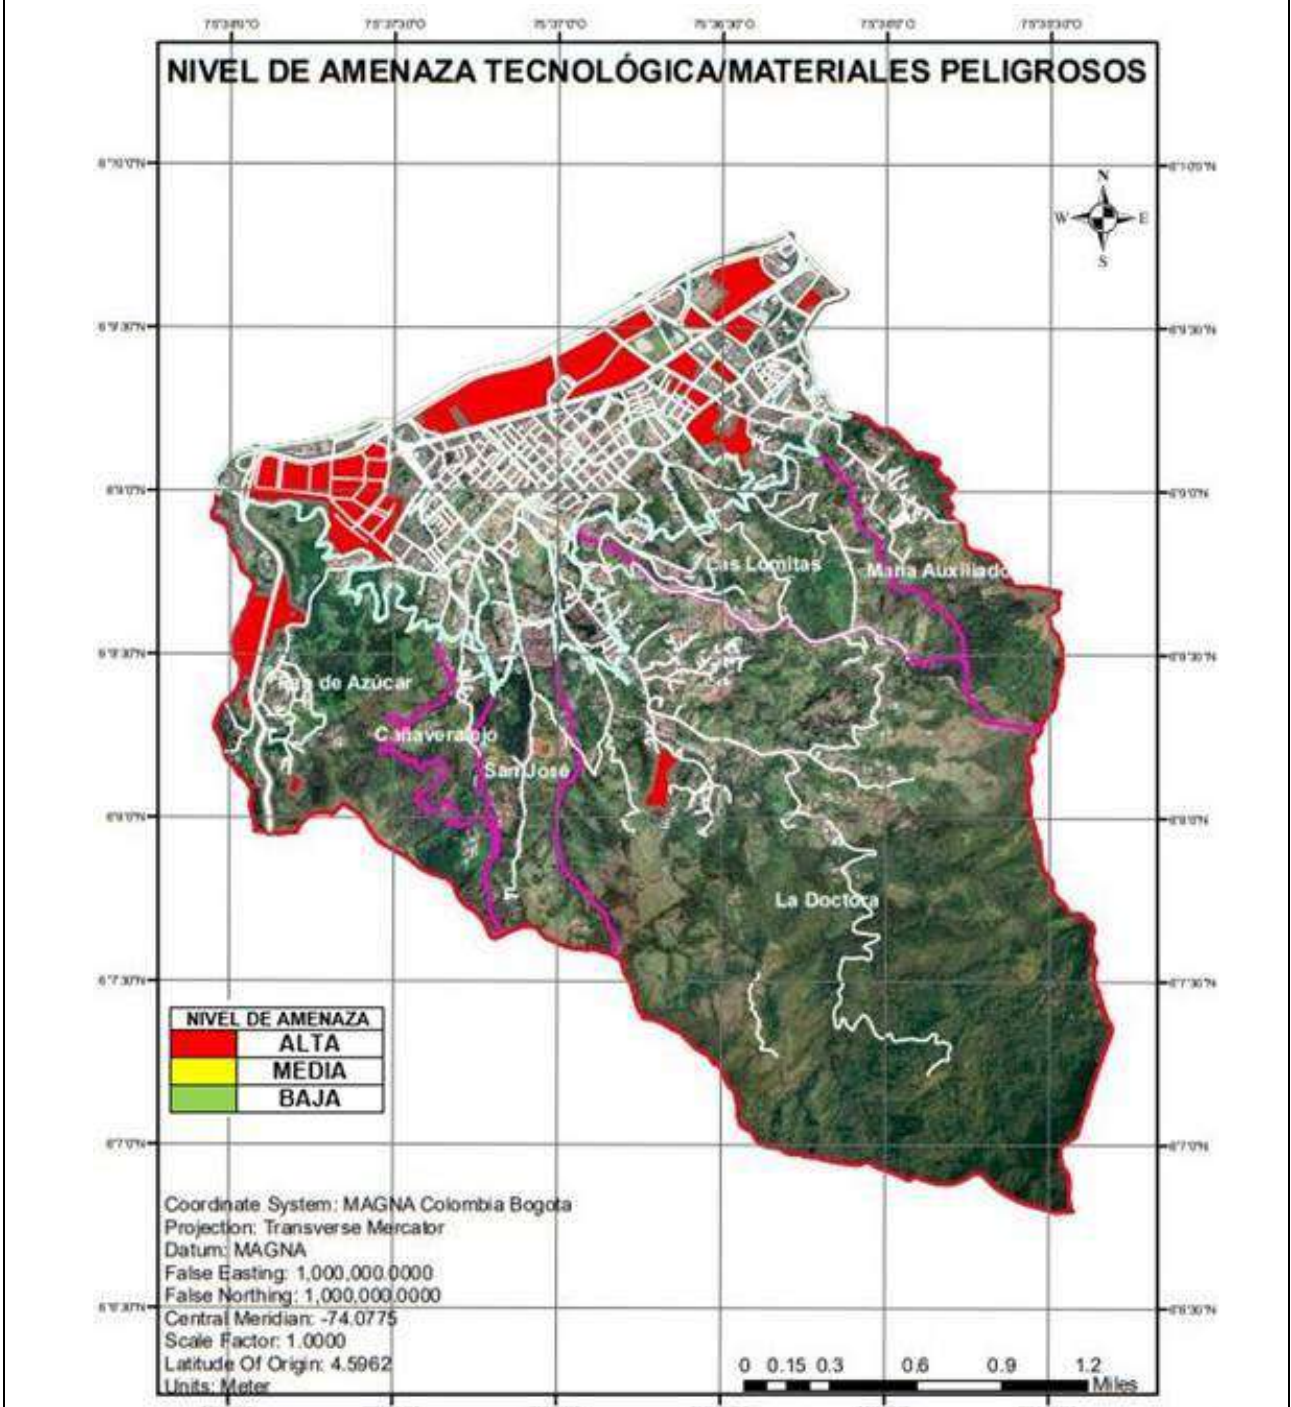 NIVEL DE AMENAZA TECNOLÓGICA/MATERIALES PELIGROSOS
N
W E
S
Las Lomitas
Maria Auxiliado
Pan de Azúcar
Cañaveralejo
San José
La Doctora
NIVEL DE AMENAZA
ALTA
MEDIA
BAJA
Coordinate System: MAGNA Colombia Bogota
Projection: Transverse Mercator
Datum: MAGNA
False Easting: 1,000,000.0000
False Northing: 1,000,000.0000
Central Meridian: -74.0775
Scale Factor: 1.0000
Latitude Of Origin: 4.5962
Units: Meter
0 0.15 0.3 0.6 0.9 1.2
Miles